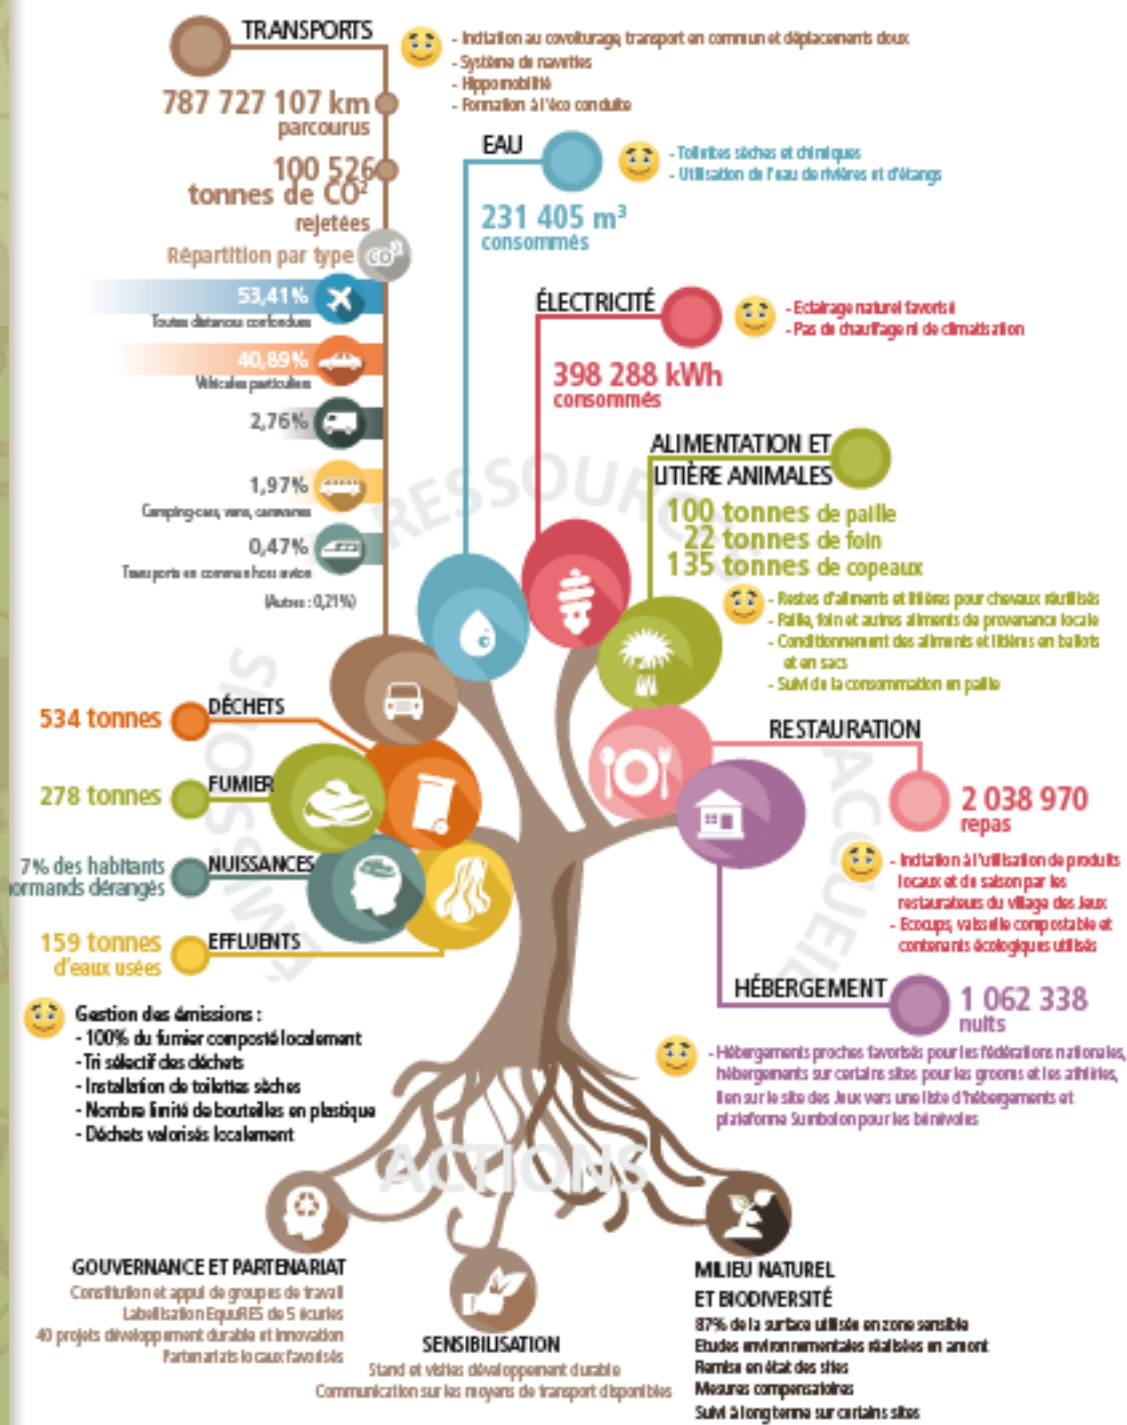 TRANSPORTS
- Incitation au covoiturage, transport en commun et déplacements doux
- Système de navettes
- Hippomobilité
- Formation à l'éco conduite
787 727 107 km
parcourus
100 526
tonnes de CO²
rejetées
Répartition par type
CO²
53,41%
Toutes distances confondues
40,89%
Véhicules particuliers
2,76%
1,97%
Camping-cars, vans, caravanes
0,47%
Transports en commun hors avion
(Autres : 0,21%)
EAU
- Toilettes sèches et chimiques
- Utilisation de l'eau de rivières et d'étangs
231 405 m³
consommés
ÉLECTRICITÉ
- Eclairage naturel favorisé
- Pas de chauffage ni de climatisation
398 288 kWh
consommés
ALIMENTATION ET
LITIÈRE ANIMALES
100 tonnes de paille
22 tonnes de foin
135 tonnes de copeaux
- Restes d'aliments et litières pour chevaux réutilisés
- Paille, foin et autres aliments de provenance locale
- Conditionnement des aliments et litières en ballots
et en sacs
- Suivi de la consommation en paille
RESSOURCES
ÉMISSIONS
ACCUEIL
DÉCHETS
534 tonnes
FUMIER
278 tonnes
NUISSANCES
7% des habitants
normands dérangés
EFFLUENTS
159 tonnes
d'eaux usées
Gestion des émissions :
- 100% du fumier composté localement
- Tri sélectif des déchets
- Installation de toilettes sèches
- Nombre limité de bouteilles en plastique
- Déchets valorisés localement
RESTAURATION
2 038 970
repas
- Incitation à l'utilisation de produits
locaux et de saison par les
restaurateurs du village des Jeux
- Ecocups, vaisselle compostable et
contenants écologiques utilisés
HÉBERGEMENT
1 062 338
nuits
- Hébergements proches favorisés pour les fédérations nationales,
hébergements sur certains sites pour les grooms et les athlètes,
lien sur le site des Jeux vers une liste d'hébergements et
plateforme Sumbolon pour les bénévoles
ACTIONS
GOUVERNANCE ET PARTENARIAT
Constitution et appui de groupes de travail
Labellisation EquuRES de 5 écuries
40 projets développement durable et innovation
Partenariats locaux favorisés
SENSIBILISATION
Stand et visites développement durable
Communication sur les moyens de transport disponibles
MILIEU NATUREL
ET BIODIVERSITÉ
87% de la surface utilisée en zone sensible
Etudes environnementales réalisées en amont
Remise en état des sites
Mesures compensatoires
Suivi à long terme sur certains sites